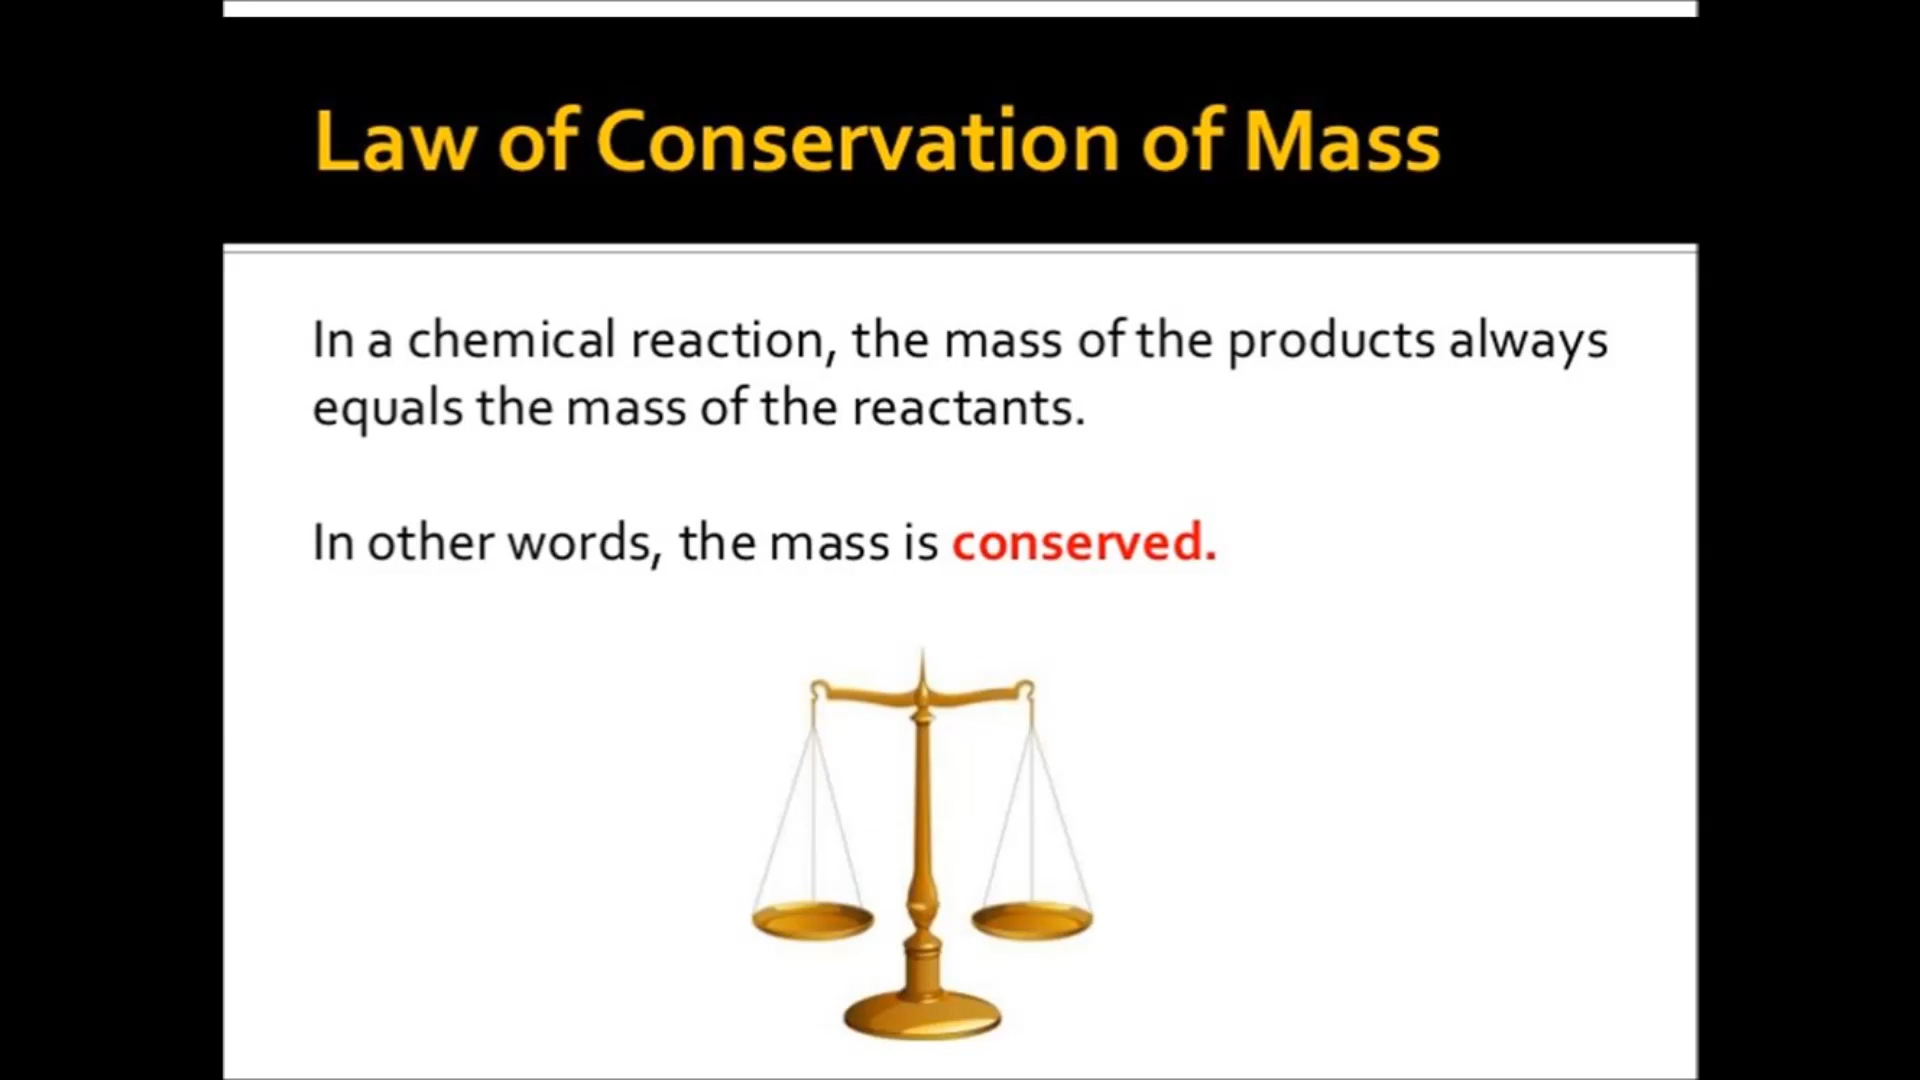 Law of Conservation of Mass
In a chemical reaction, the mass of the products always
equals the mass of the reactants.
In other words, the mass is conserved.